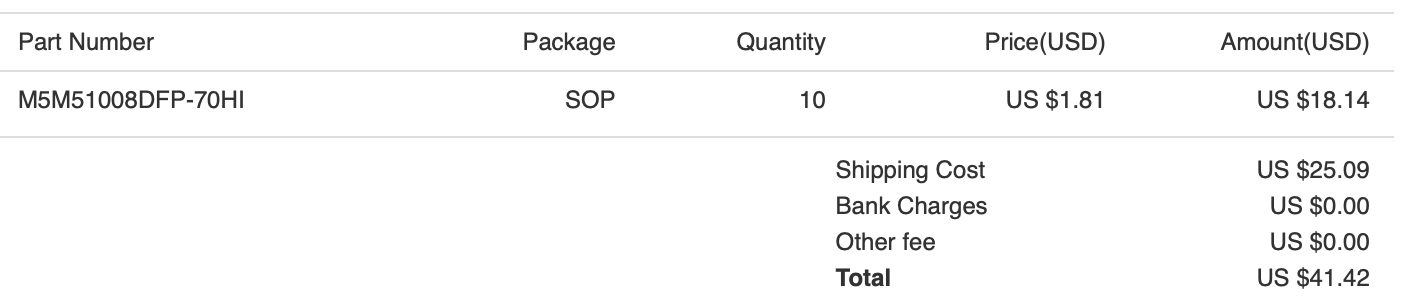 Part Number Package Quantity Price(USD) Amount(USD)
M5M51008DFP-70HI SOP 10 US $1.81 US $18.14
Shipping Cost US $25.09
Bank Charges US $0.00
Other fee US $0.00
Total US $41.42